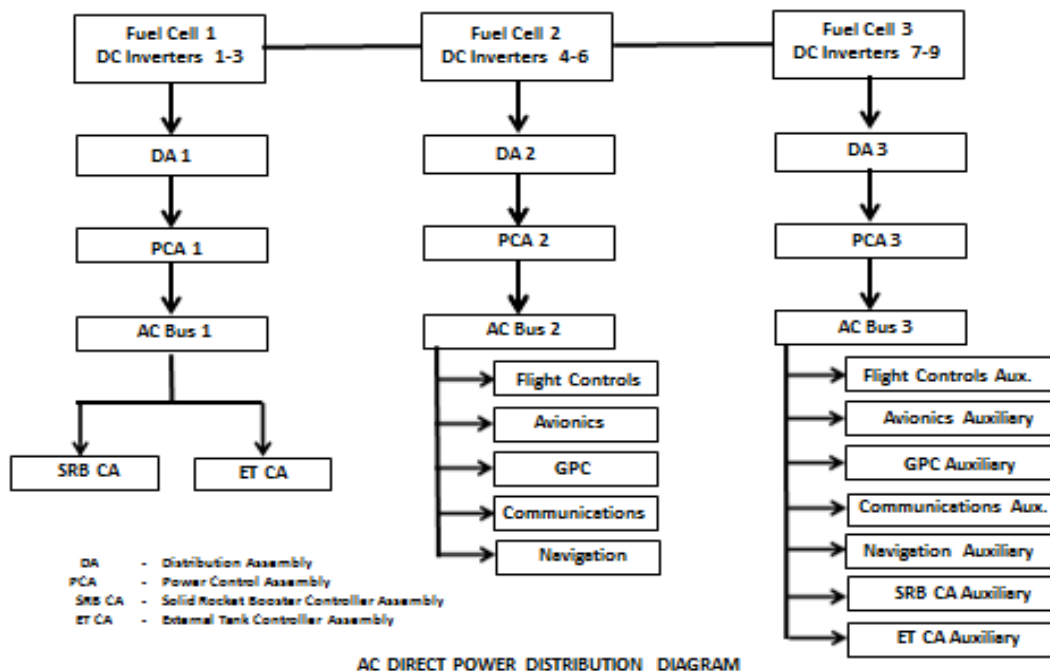 Fuel Cell 1
DC Inverters 1-3
Fuel Cell 2
DC Inverters 4-6
Fuel Cell 3
DC Inverters 7-9
DA 1
DA 2
DA 3
PCA 1
PCA 2
PCA 3
AC Bus 1
AC Bus 2
AC Bus 3
SRB CA
ET CA
Flight Controls
Avionics
GPC
Communications
Navigation
Flight Controls Aux.
Avionics Auxiliary
GPC Auxiliary
Communications Aux.
Navigation Auxiliary
SRB CA Auxiliary
ET CA Auxiliary
DA - Distribution Assembly
PCA - Power Control Assembly
SRB CA - Solid Rocket Booster Controller Assembly
ET CA - External Tank Controller Assembly
AC DIRECT POWER DISTRIBUTION DIAGRAM